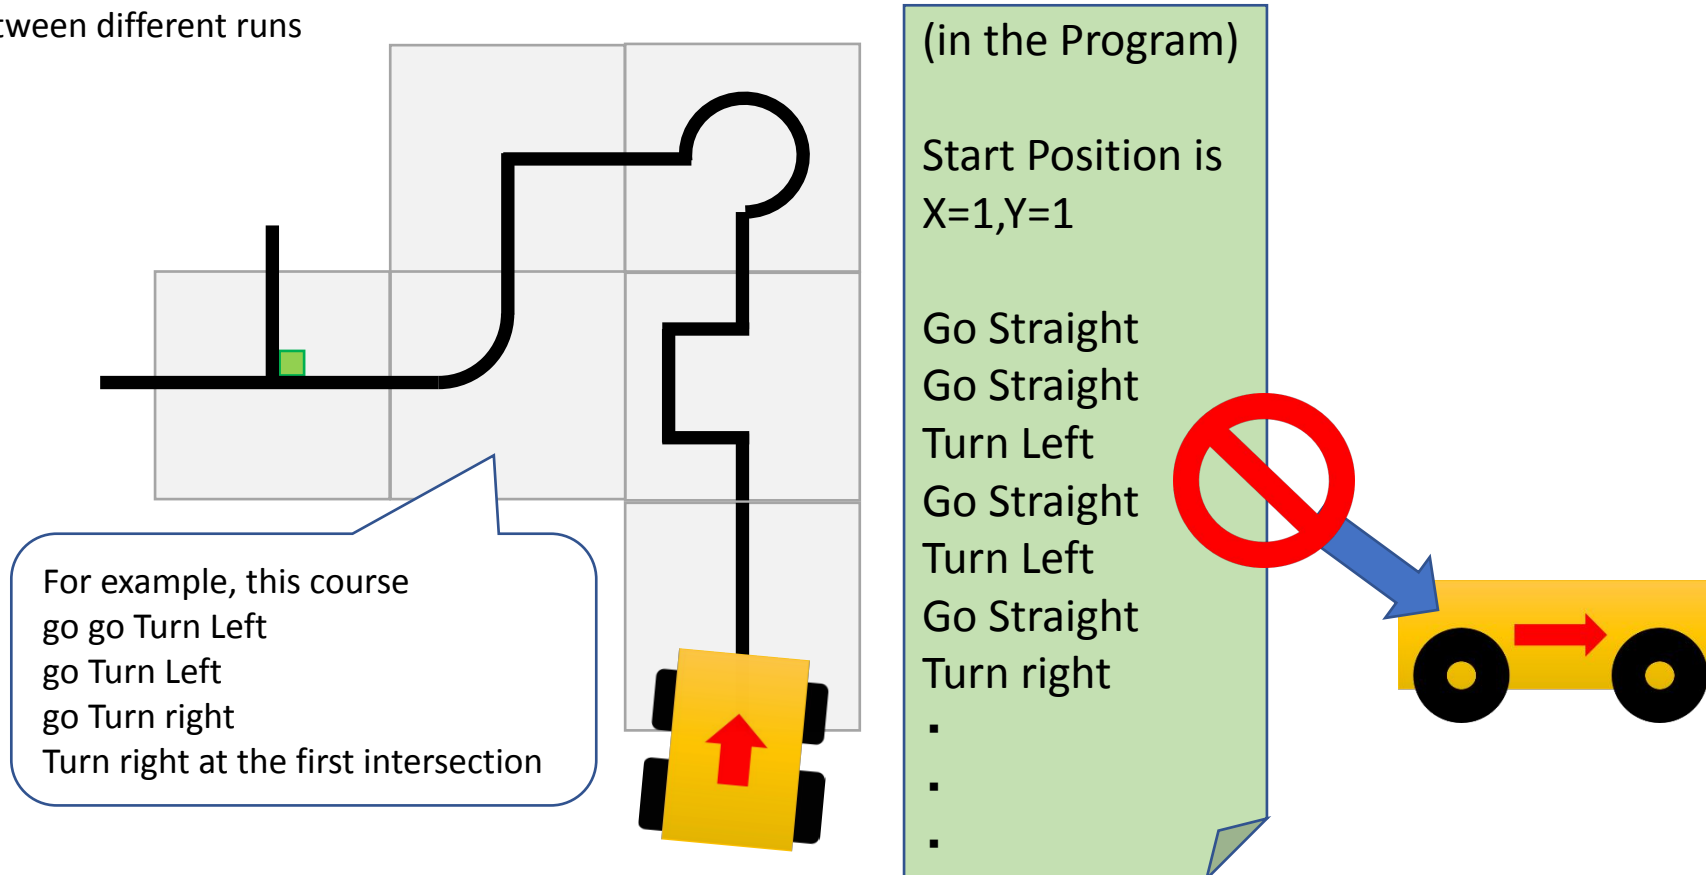 different runs
(in the Program)
Start Position is
X=1,Y=1
Go Straight
Go Straight
Turn Left
Go Straight
Turn Left
Go Straight
Turn right
.
.
.
For example, this course
go go Turn Left
go Turn Left
go Turn right
Turn right at the first intersection